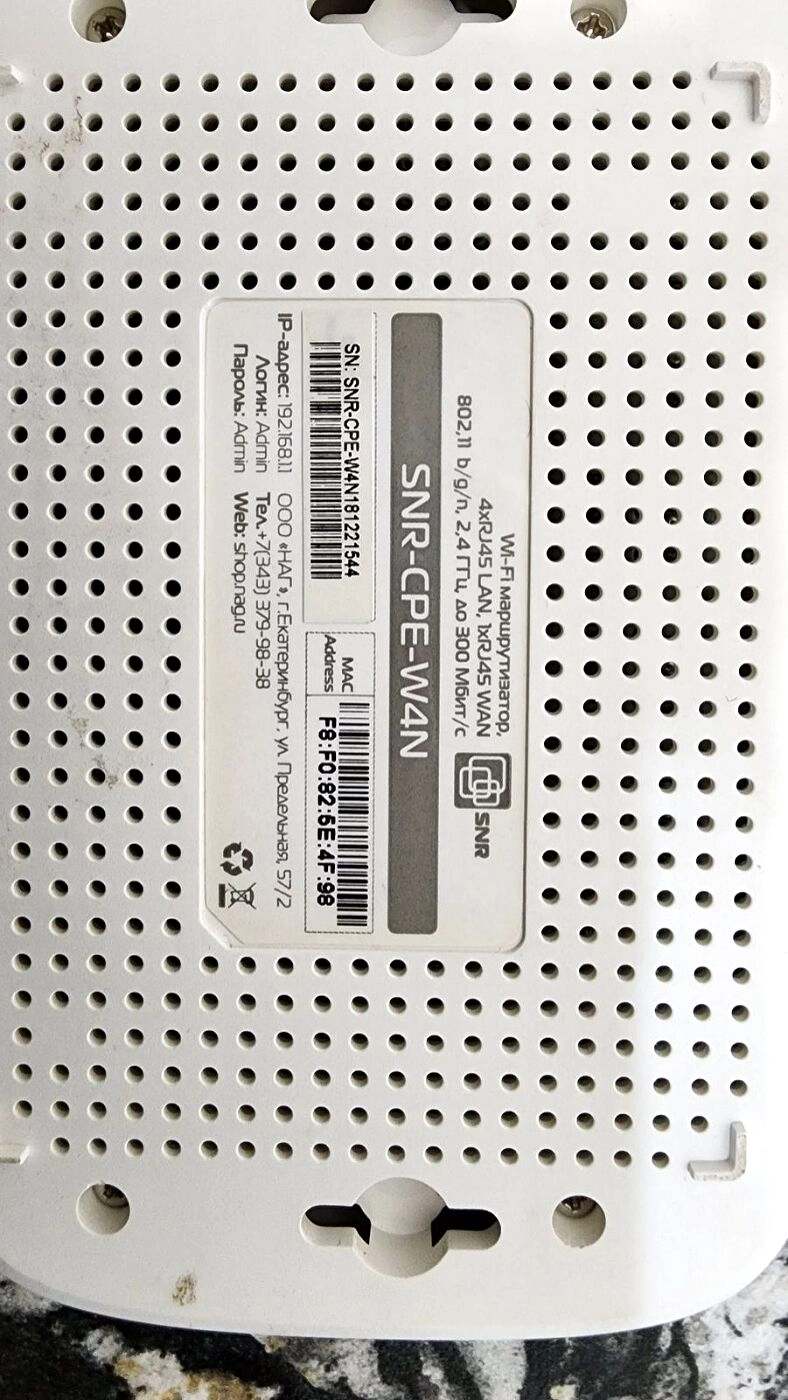 Wi-Fi маршрутизатор,
4xRJ45 LAN, 1xRJ45 WAN
802,11 b/g/n, 2,4 ГГц, до 300 Мбит/с
SNR
SNR-CPE-W4N
SN: SNR-CPE-W4N181221544
MAC
Address
F8:F0:82:5E:4F:98
IP-адрес: 192.168.1.1
Логин: Admin
Пароль: Admin
ООО «НАГ», г.Екатеринбург, ул. Предельная, 57/2
Тел.+7(343) 379-98-38
Web: shop.nag.ru